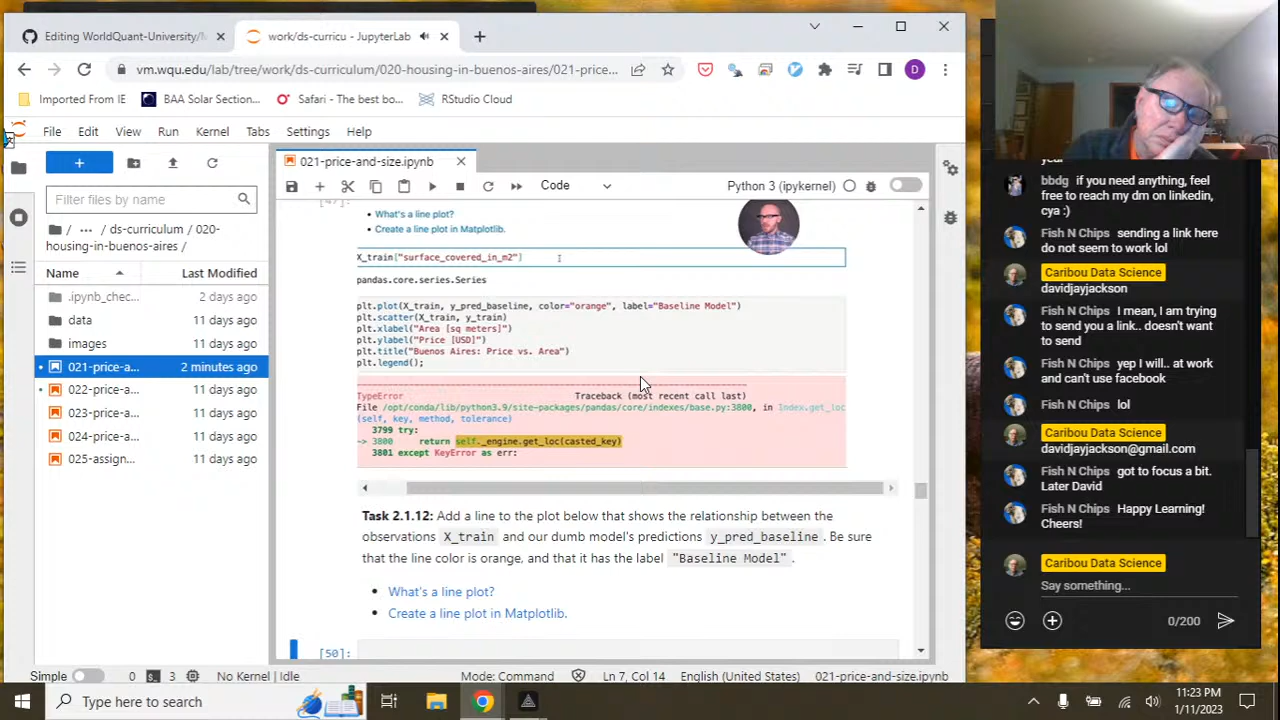 Editing WorldQuant-University/
work/ds-curricu - JupyterLab
vm.wqu.edu/lab/tree/work/ds-curriculum/020-housing-in-buenos-aires/021-price...
D
Imported From IE
BAA Solar Section...
Safari - The best bo...
RStudio Cloud
File Edit View Run Kernel Tabs Settings Help
021-price-and-size.ipynb
Filter files by name
Code
Python 3 (ipykernel)
/ ... / ds-curriculum / 020-
housing-in-buenos-aires /
Name Last Modified
.ipynb_chec... 2 days ago
data 11 days ago
images 11 days ago
021-price-a... 2 minutes ago
022-price-a... 11 days ago
023-price-a... 11 days ago
024-price-a... 11 days ago
025-assign... 11 days ago
[47]:
What's a line plot?
Create a line plot in Matplotlib.
X_train["surface_covered_in_m2"]
pandas.core.series.Series
plt.plot(X_train, y_pred_baseline, color="orange", label="Baseline Model")
plt.scatter(X_train, y_train)
plt.xlabel("Area [sq meters]")
plt.ylabel("Price [USD]")
plt.title("Buenos Aires: Price vs. Area")
plt.legend();
TypeError Traceback (most recent call last)
File /opt/conda/lib/python3.9/site-packages/pandas/core/indexes/base.py:3800, in Index.get_loc
(self, key, method, tolerance)
3799 try:
-> 3800 return self._engine.get_loc(casted_key)
3801 except KeyError as err:
Task 2.1.12: Add a line to the plot below that shows the relationship between the
observations X_train and our dumb model's predictions y_pred_baseline. Be sure
that the line color is orange, and that it has the label "Baseline Model".
What's a line plot?
Create a line plot in Matplotlib.
[50]:
Simple 0 3 No Kernel | Idle Mode: Command Ln 7, Col 14 English (United States) 021-price-and-size.ipynb
year
bbdg if you need anything, feel
free to reach my dm on linkedin,
cya :)
Fish N Chips sending a link here
do not seem to work lol
Caribou Data Science
davidjayjackson
Fish N Chips I mean, I am trying
to send you a link.. doesn't want
to send
Fish N Chips yep I will.. at work
and can't use facebook
Fish N Chips lol
Caribou Data Science
davidjayjackson@gmail.com
Fish N Chips got to focus a bit.
Later David
Fish N Chips Happy Learning!
Cheers!
Caribou Data Science
Say something...
0/200
Type here to search
11:23 PM
1/11/2023